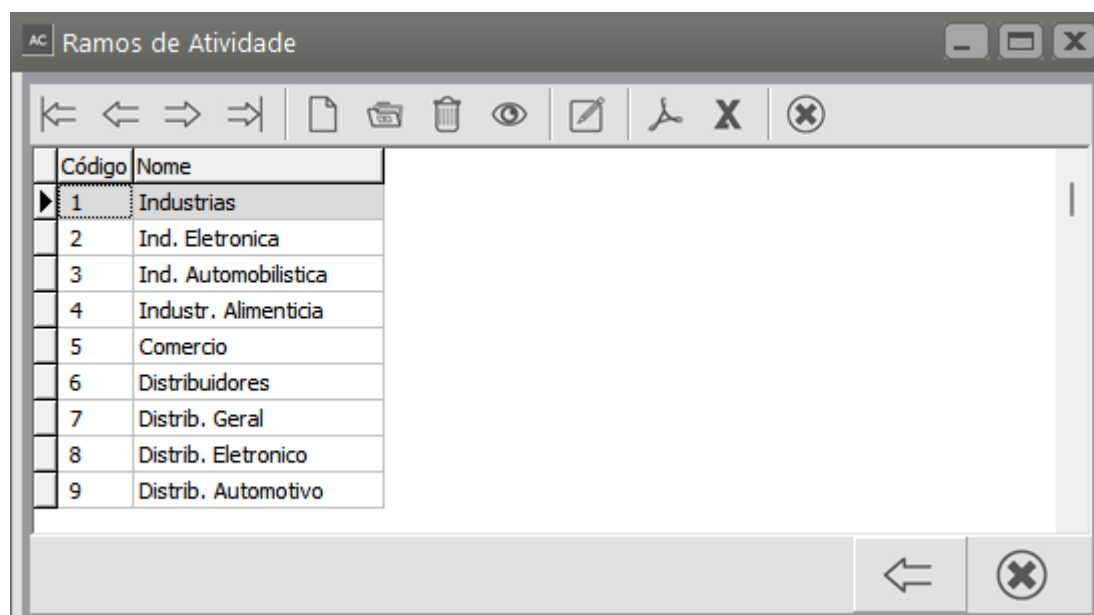 AC Ramos de Atividade
X
Código Nome
1 Industrias
2 Ind. Eletronica
3 Ind. Automobilistica
4 Industr. Alimenticia
5 Comercio
6 Distribuidores
7 Distrib. Geral
8 Distrib. Eletronico
9 Distrib. Automotivo